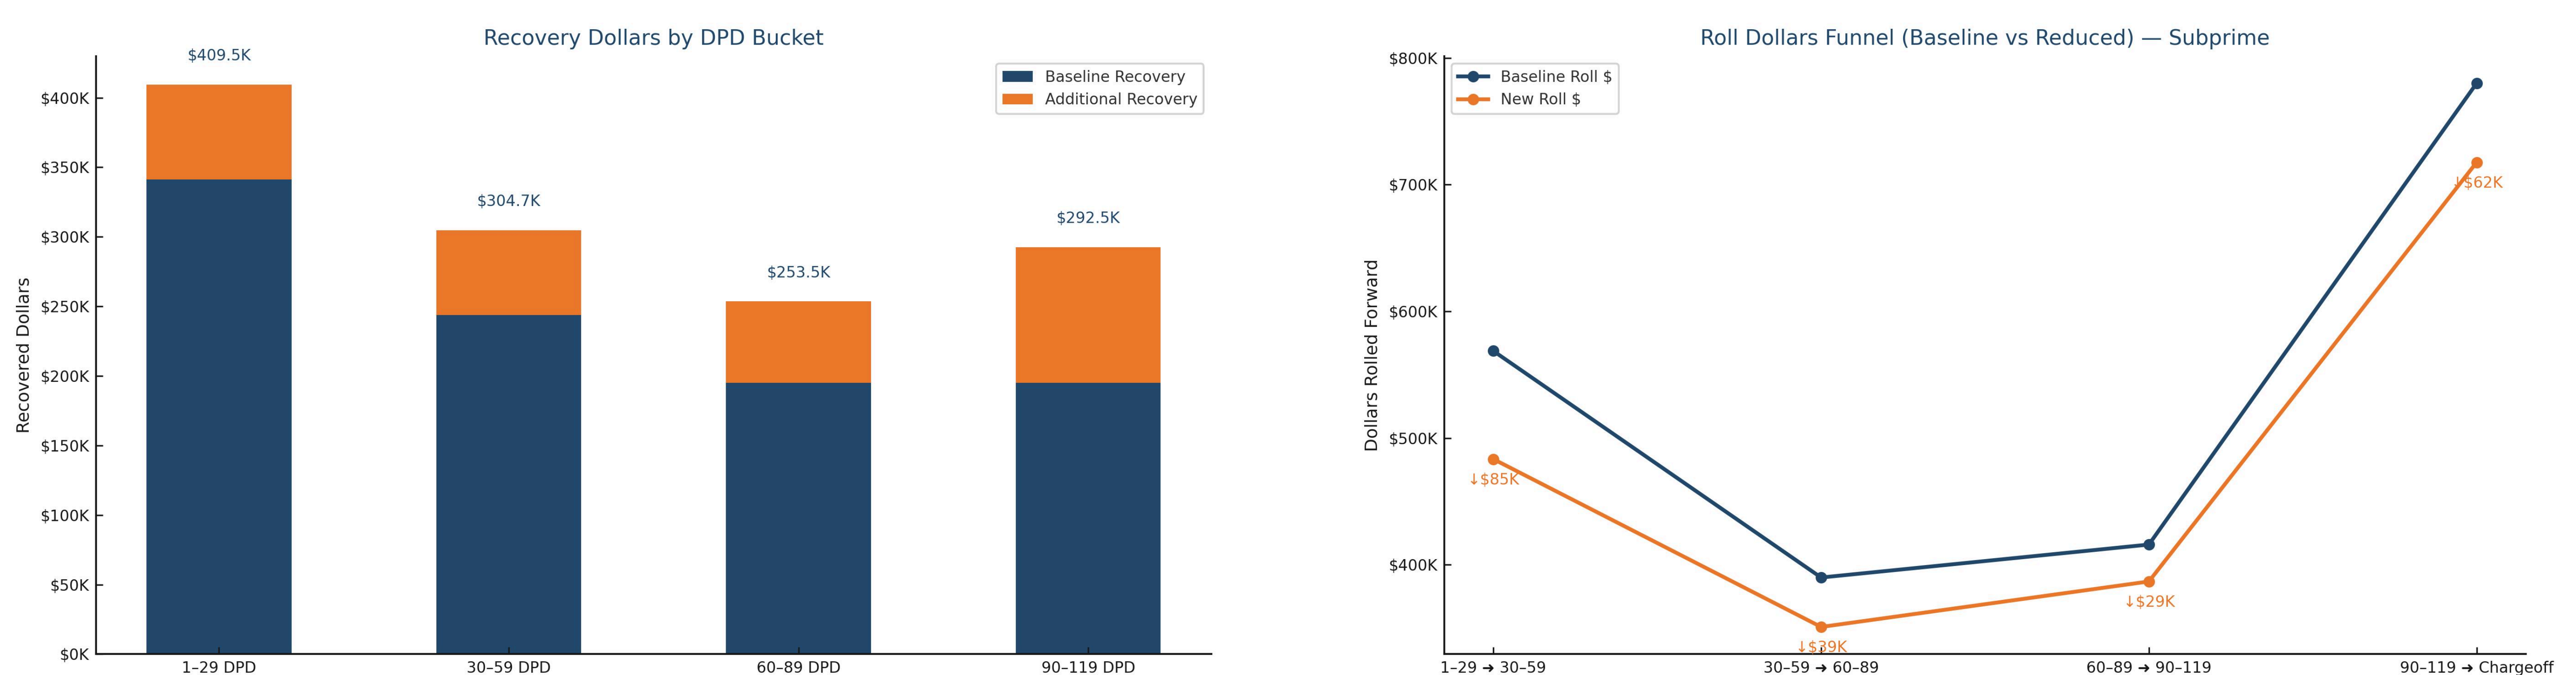 Recovery Dollars by DPD Bucket
$409.5K
$304.7K
$253.5K
$292.5K
Baseline Recovery
Additional Recovery
Recovered Dollars
$400K
$350K
$300K
$250K
$200K
$150K
$100K
$50K
$0K
1–29 DPD
30–59 DPD
60–89 DPD
90–119 DPD
Roll Dollars Funnel (Baseline vs Reduced) — Subprime
Baseline Roll $
New Roll $
Dollars Rolled Forward
$800K
$700K
$600K
$500K
$400K
↓$85K
↓$39K
↓$29K
↓$62K
1–29 → 30–59
30–59 → 60–89
60–89 → 90–119
90–119 → Chargeoff